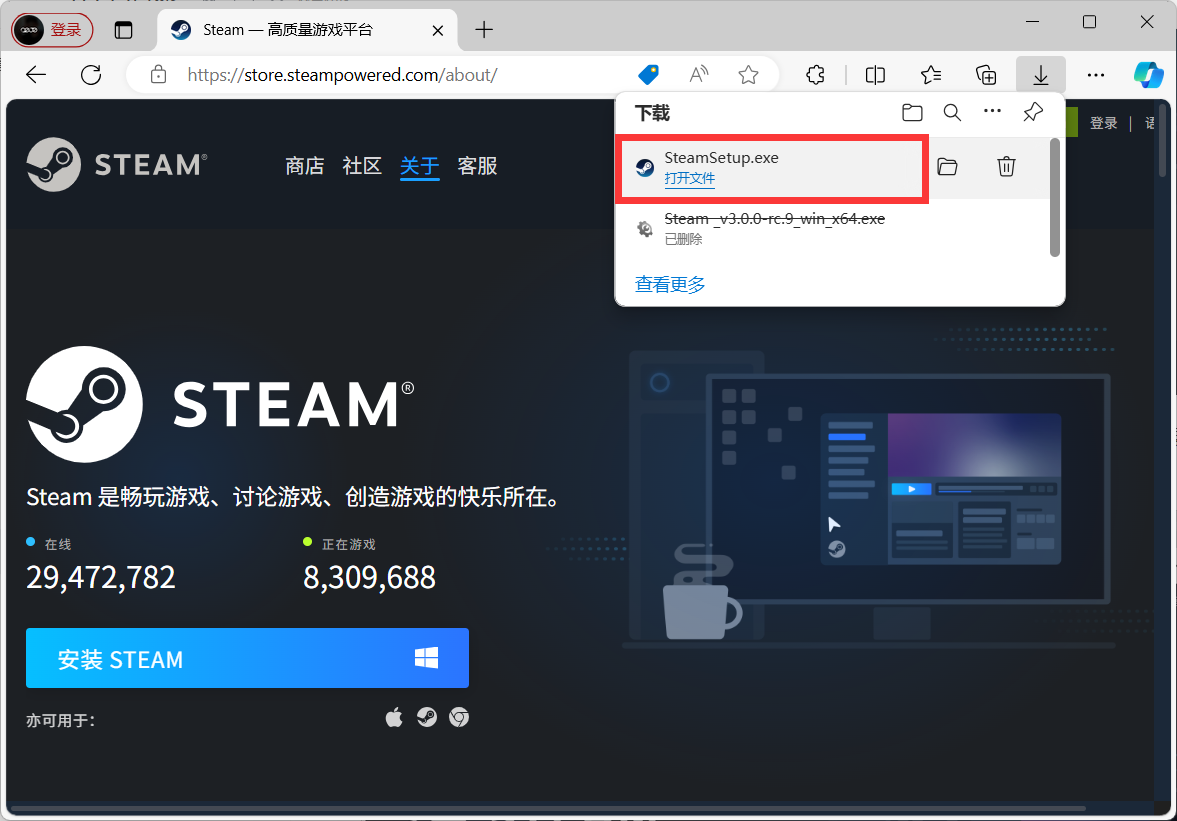 登录
Steam — 高质量游戏平台
https://store.steampowered.com/about/
下载
SteamSetup.exe
打开文件
Steam _v3.0.0-rc.9_win_x64.exe
已删除
查看更多
登录 | 语
STEAM®
商店 社区 关于 客服
STEAM®
Steam 是畅玩游戏、讨论游戏、创造游戏的快乐所在。
在线 正在游戏
29,472,782 8,309,688
安装 STEAM
亦可用于：